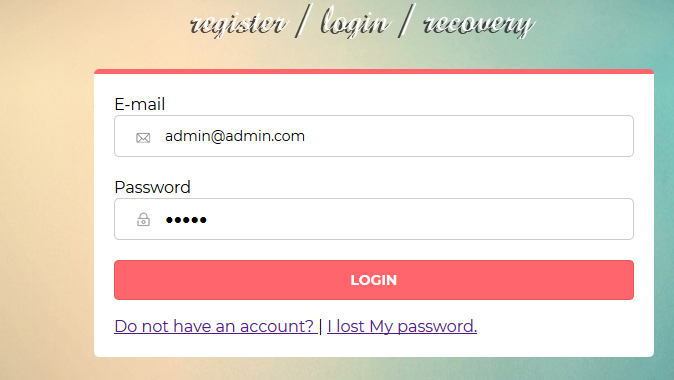 register / login / recovery
E-mail
admin@admin.com
Password
•••••
LOGIN
Do not have an account? | I lost My password.